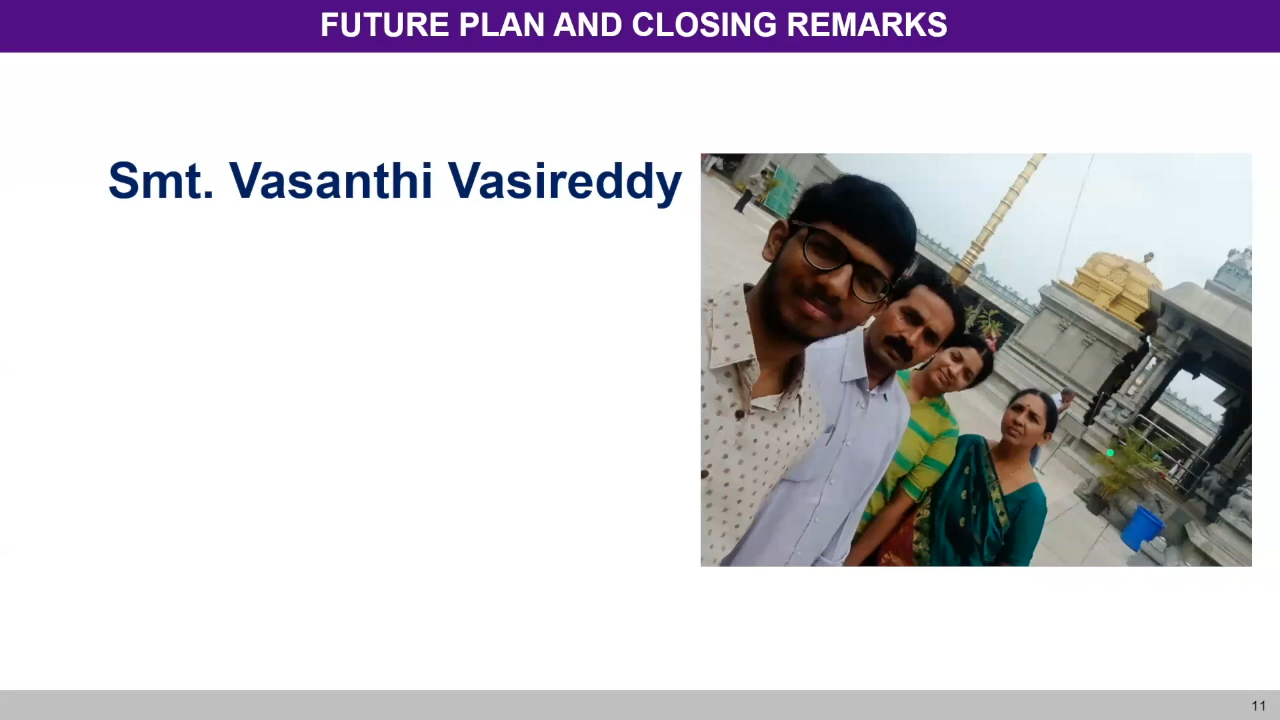 FUTURE PLAN AND CLOSING REMARKS
Smt. Vasanthi Vasireddy
11